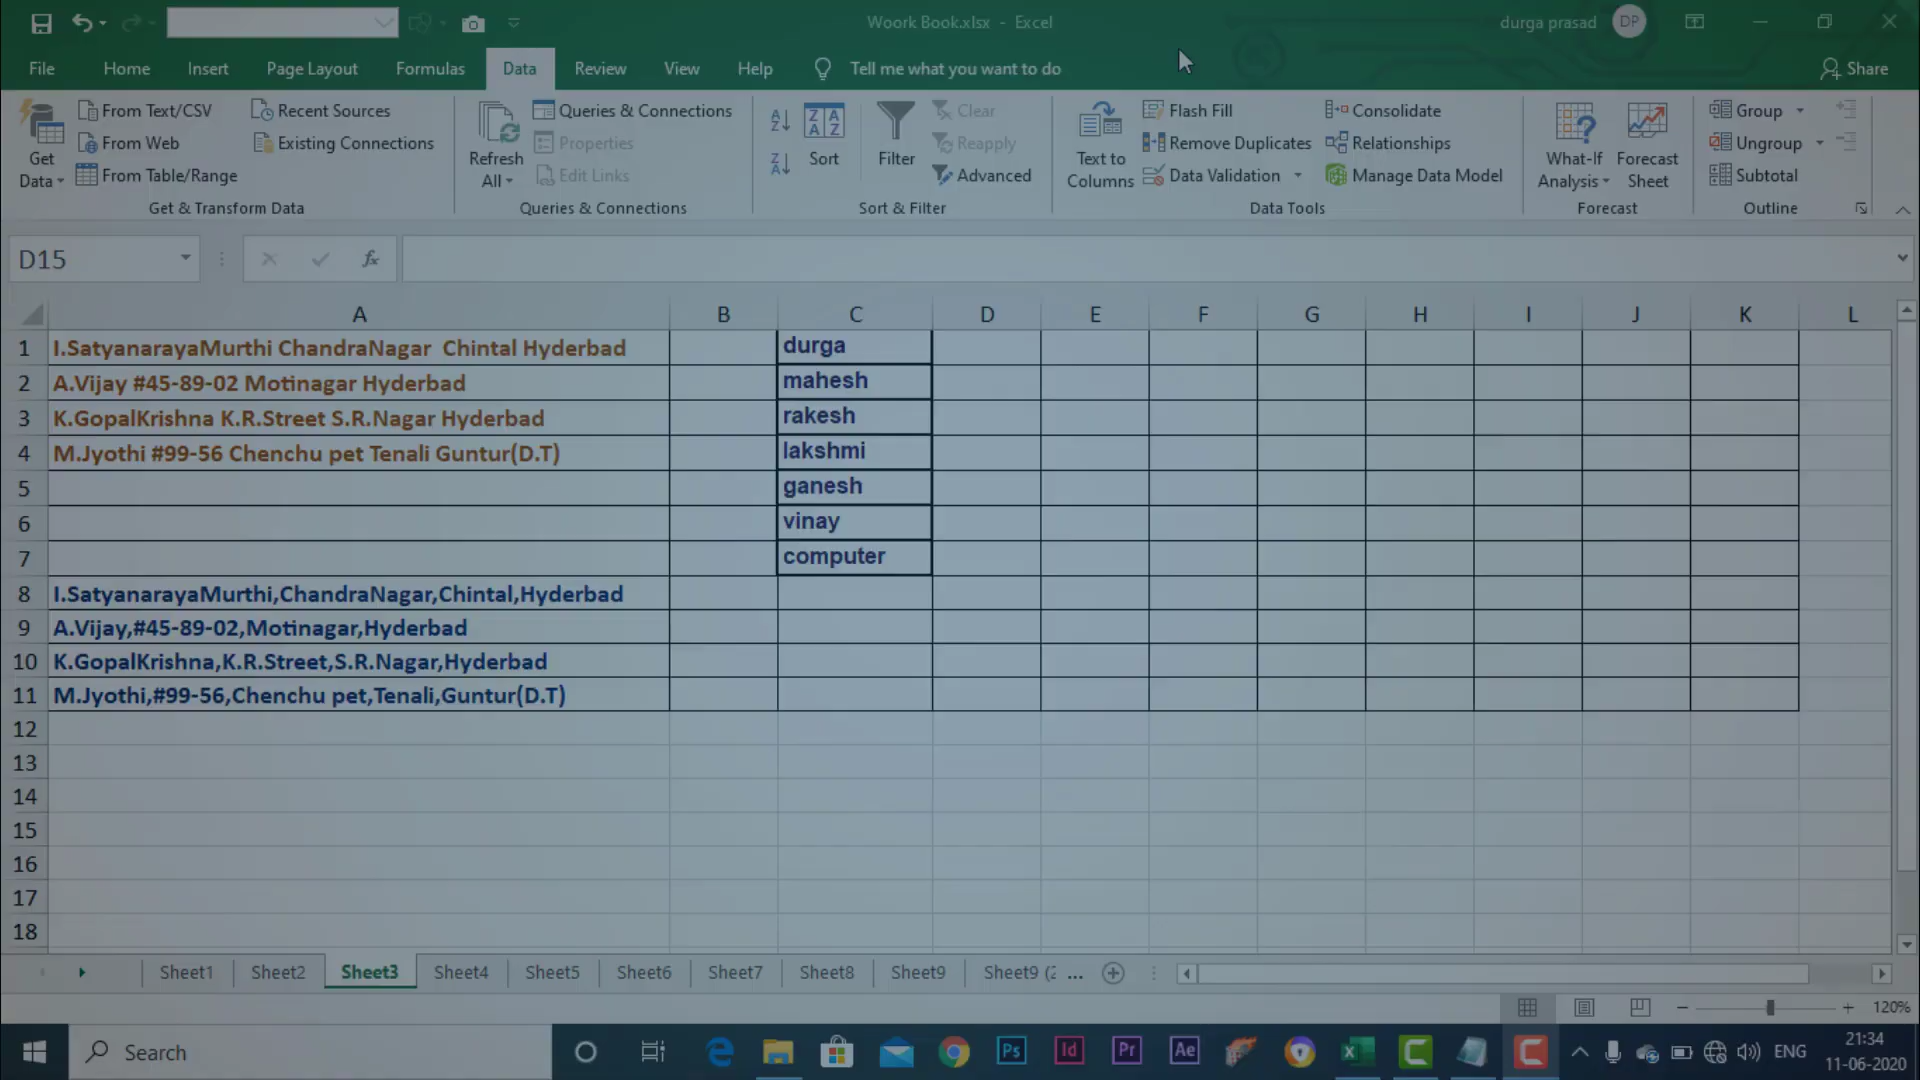 Woork Book.xlsx - Excel
durga prasad DP
File Home Insert Page Layout Formulas Data Review View Help Tell me what you want to do Share
Get Data
From Text/CSV
From Web
From Table/Range
Recent Sources
Existing Connections
Get & Transform Data
Refresh All
Queries & Connections
Properties
Edit Links
Queries & Connections
Sort
Filter
Clear
Reapply
Advanced
Sort & Filter
Text to Columns
Flash Fill
Remove Duplicates
Data Validation
Consolidate
Relationships
Manage Data Model
Data Tools
What-If Analysis
Forecast Sheet
Forecast
Group
Ungroup
Subtotal
Outline
D15 fx
A B C D E F G H I J K L
1 I.SatyanarayaMurthi ChandraNagar  Chintal Hyderbad durga
2 A.Vijay #45-89-02 Motinagar Hyderbad mahesh
3 K.GopalKrishna K.R.Street S.R.Nagar Hyderbad rakesh
4 M.Jyothi #99-56 Chenchu pet Tenali Guntur(D.T) lakshmi
5 ganesh
6 vinay
7 computer
8 I.SatyanarayaMurthi,ChandraNagar,Chintal,Hyderbad
9 A.Vijay,#45-89-02,Motinagar,Hyderbad
10 K.GopalKrishna,K.R.Street,S.R.Nagar,Hyderbad
11 M.Jyothi,#99-56,Chenchu pet,Tenali,Guntur(D.T)
12
13
14
15
16
17
18
Sheet1 Sheet2 Sheet3 Sheet4 Sheet5 Sheet6 Sheet7 Sheet8 Sheet9 Sheet9 (2 ...
120%
Search Ps Id Pr Ae ENG 21:34
11-06-2020